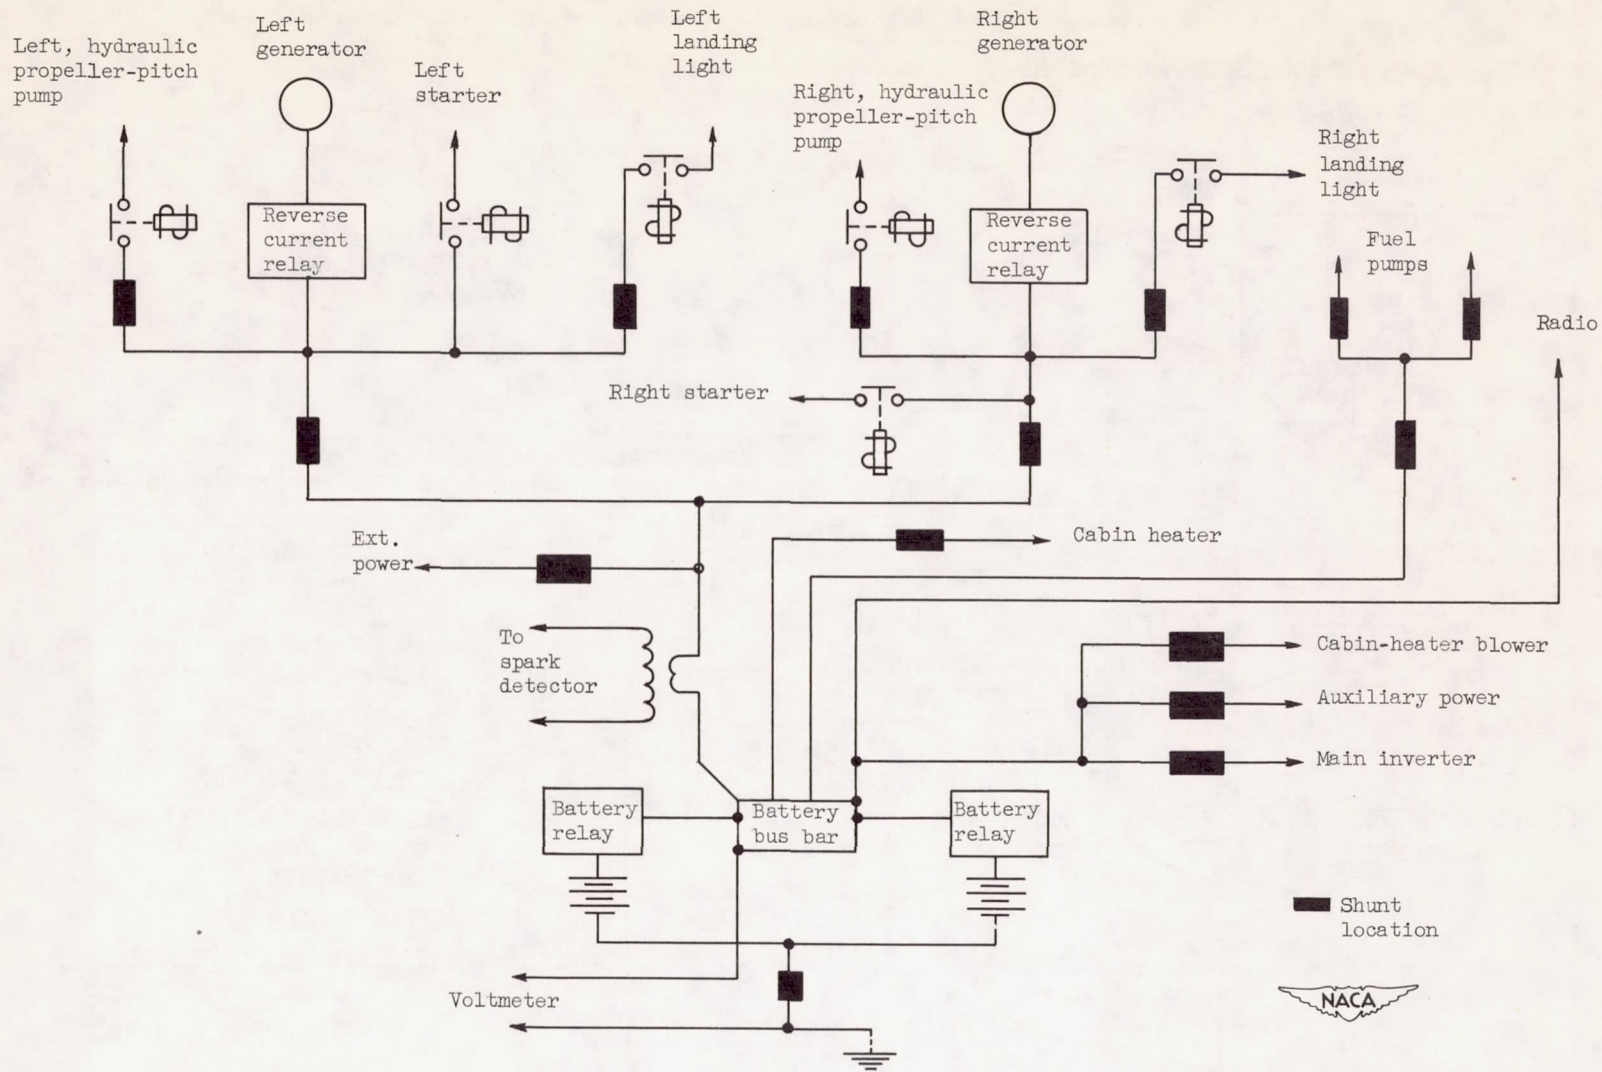 Left, hydraulic
propeller-pitch
pump
Left
generator
Left
starter
Left
landing
light
Right
generator
Right, hydraulic
propeller-pitch
pump
Right
landing
light
Reverse
current
relay
Reverse
current
relay
Fuel
pumps
Radio
Right starter
Ext.
power
Cabin heater
To
spark
detector
Cabin-heater blower
Auxiliary power
Main inverter
Battery
relay
Battery
bus bar
Battery
relay
Shunt
location
Voltmeter
NACA